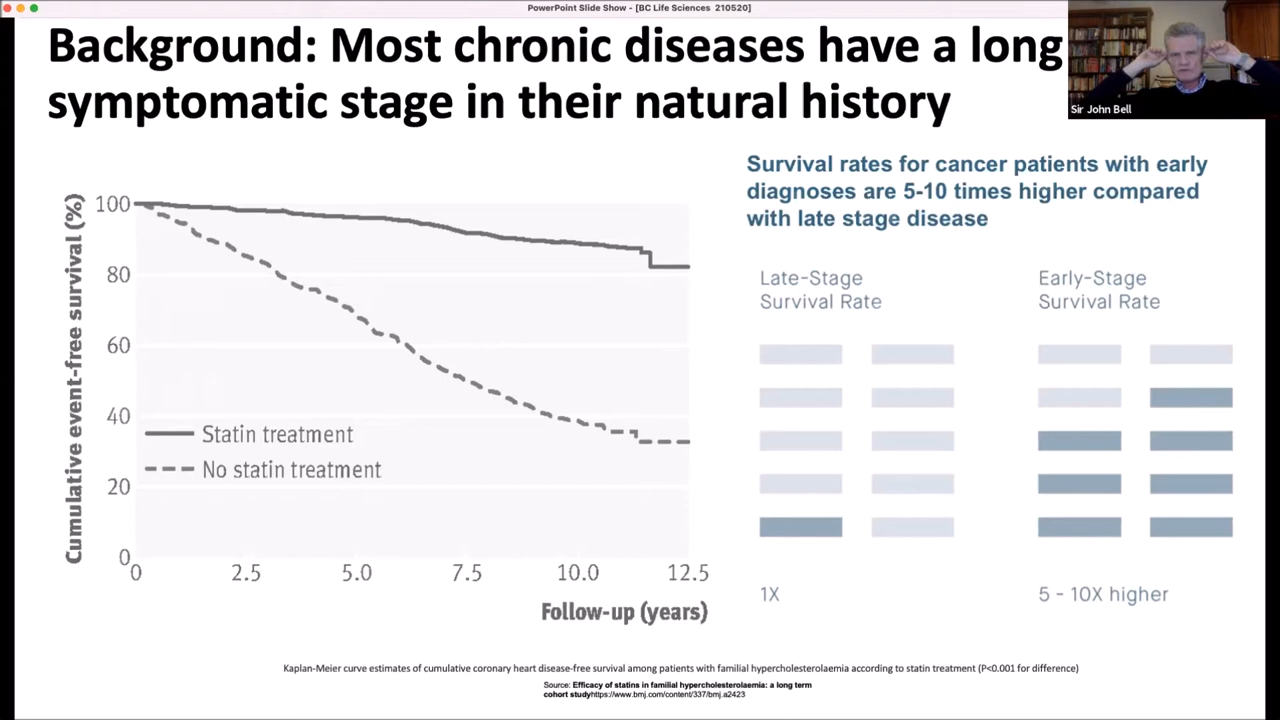 PowerPoint Slide Show - [BC Life Sciences 210520]
Background: Most chronic diseases have a long
symptomatic stage in their natural history
Sir John Bell
Cumulative event-free survival (%)
100
80
60
40
20
0
Statin treatment
No statin treatment
0 2.5 5.0 7.5 10.0 12.5
Follow-up (years)
Survival rates for cancer patients with early
diagnoses are 5-10 times higher compared
with late stage disease
Late-Stage
Survival Rate
Early-Stage
Survival Rate
1X
5 - 10X higher
Kaplan-Meier curve estimates of cumulative coronary heart disease-free survival among patients with familial hypercholesterolaemia according to statin treatment (P<0.001 for difference)
Source: Efficacy of statins in familial hypercholesterolaemia: a long term
cohort studyhttps://www.bmj.com/content/337/bmj.a2423